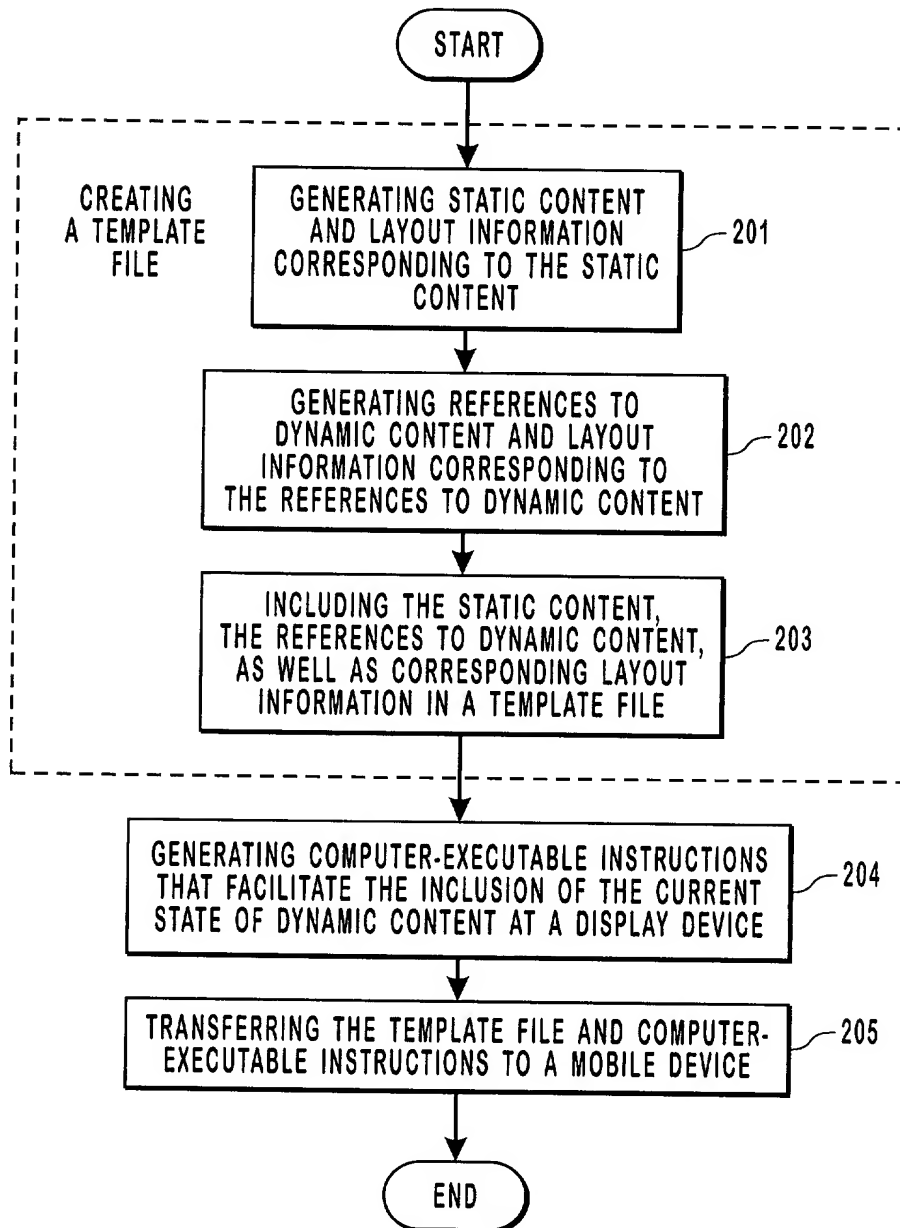 START
CREATING
A TEMPLATE
FILE
GENERATING STATIC CONTENT
AND LAYOUT INFORMATION
CORRESPONDING TO THE STATIC
CONTENT
201
GENERATING REFERENCES TO
DYNAMIC CONTENT AND LAYOUT
INFORMATION CORRESPONDING TO
THE REFERENCES TO DYNAMIC CONTENT
202
INCLUDING THE STATIC CONTENT,
THE REFERENCES TO DYNAMIC CONTENT,
AS WELL AS CORRESPONDING LAYOUT
INFORMATION IN A TEMPLATE FILE
203
GENERATING COMPUTER-EXECUTABLE INSTRUCTIONS
THAT FACILITATE THE INCLUSION OF THE CURRENT
STATE OF DYNAMIC CONTENT AT A DISPLAY DEVICE
204
TRANSFERRING THE TEMPLATE FILE AND COMPUTER-
EXECUTABLE INSTRUCTIONS TO A MOBILE DEVICE
205
END